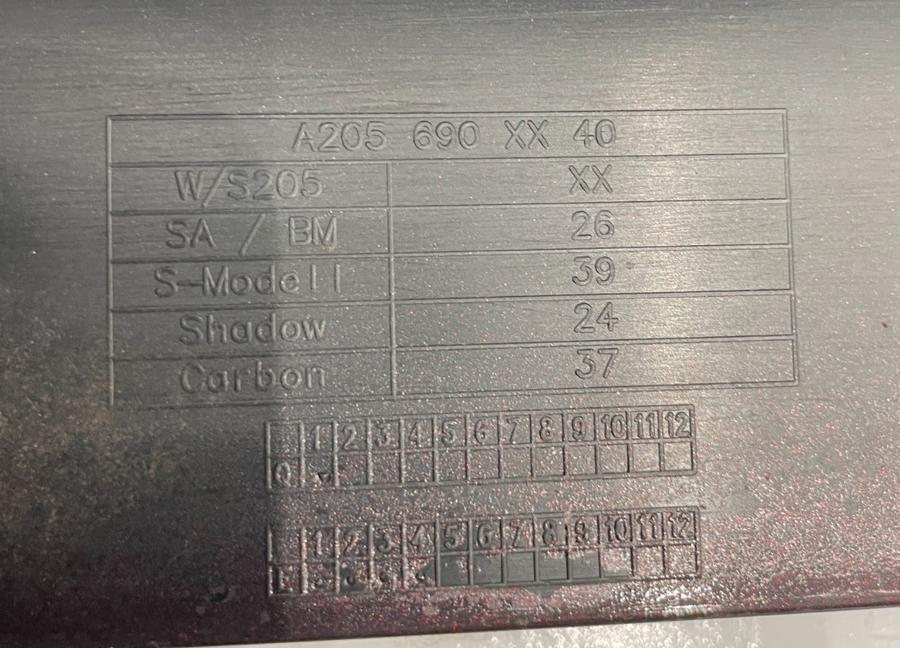 A205 690 XX 40
W/S205 XX
SA / BM 26
S-Modell 39
Shadow 24
Carbon 37
1 2 3 4 5 6 7 8 9 10 11 12
0
1 2 3 4 5 6 7 8 9 10 11 12